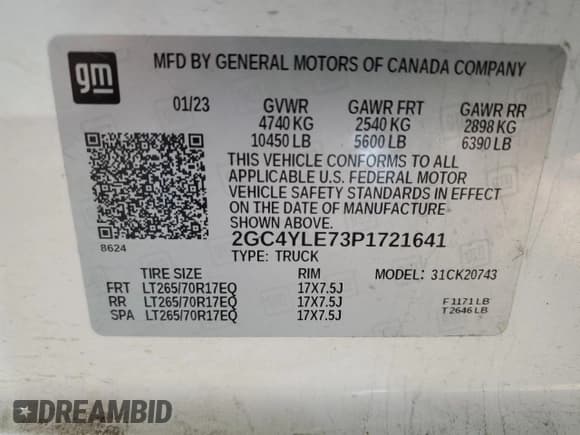 gm
MFD BY GENERAL MOTORS OF CANADA COMPANY
01/23 GVWR GAWR FRT GAWR RR
4740 KG 2540 KG 2898 KG
10450 LB 5600 LB 6390 LB
THIS VEHICLE CONFORMS TO ALL
APPLICABLE U.S. FEDERAL MOTOR
VEHICLE SAFETY STANDARDS IN EFFECT
ON THE DATE OF MANUFACTURE
SHOWN ABOVE.
8624
2GC4YLE73P1721641
TYPE: TRUCK
TIRE SIZE RIM MODEL: 31CK20743
FRT LT265/70R17EQ 17X7.5J F 1171 LB
RR LT265/70R17EQ 17X7.5J T 2646 LB
SPA LT265/70R17EQ 17X7.5J
DREAMBID
DREAMBID.COM